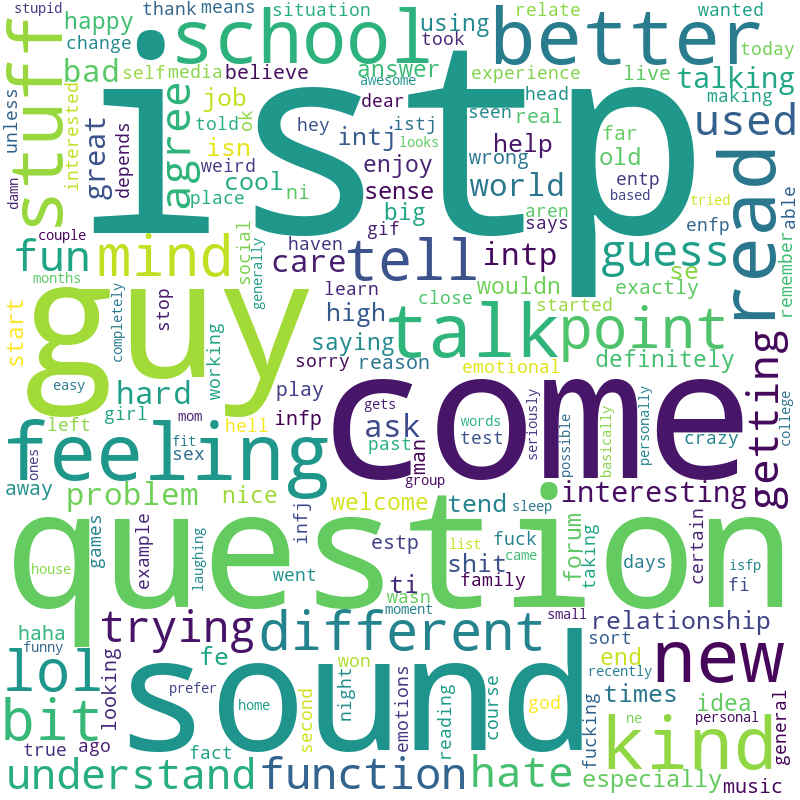 stupid
thank
means
situation
using
relate
wanted
happy
change
school
better
took
today
stuff
bad
self
media
believe
answer
experience
live
talking
unless
interested
agree
job
told
ok
istp
awesome
dear
head
making
seen
real
used
great
depends
isn
weird
hey
intj
istj
looks
help
far
old
read
damn
place
cool
ni
enjoy
sense
wrong
world
entp
based
tried
able
couple
fun
mind
social
generally
haven
gif
big
care
tell
says
intp
aren
guess
enfp
se
remember
months
completely
stop
learn
high
close
wouldn
started
exactly
start
guy
working
saying
sorry
reason
talk
point
definitely
getting
easy
hard
girl
play
infp
emotional
come
left
mom
hell
gets
ask
past
man
words
test
seriously
possible
basically
personally
crazy
college
feeling
fit
sex
ones
group
away
problem
nice
welcome
tend
sleep
interesting
question
games
example
infj
estp
list
came
fuck
shit
forum
taking
days
certain
isfp
fi
house
laughing
went
wasn
ti
family
haha
trying
moment
different
small
relationship
funny
lol
looking
fe
won
sound
sort
end
recently
new
bit
prefer
home
second
night
emotions
reading
course
god
fucking
times
ne
idea
personal
general
true
ago
fact
kind
understand
function
hate
especially
music